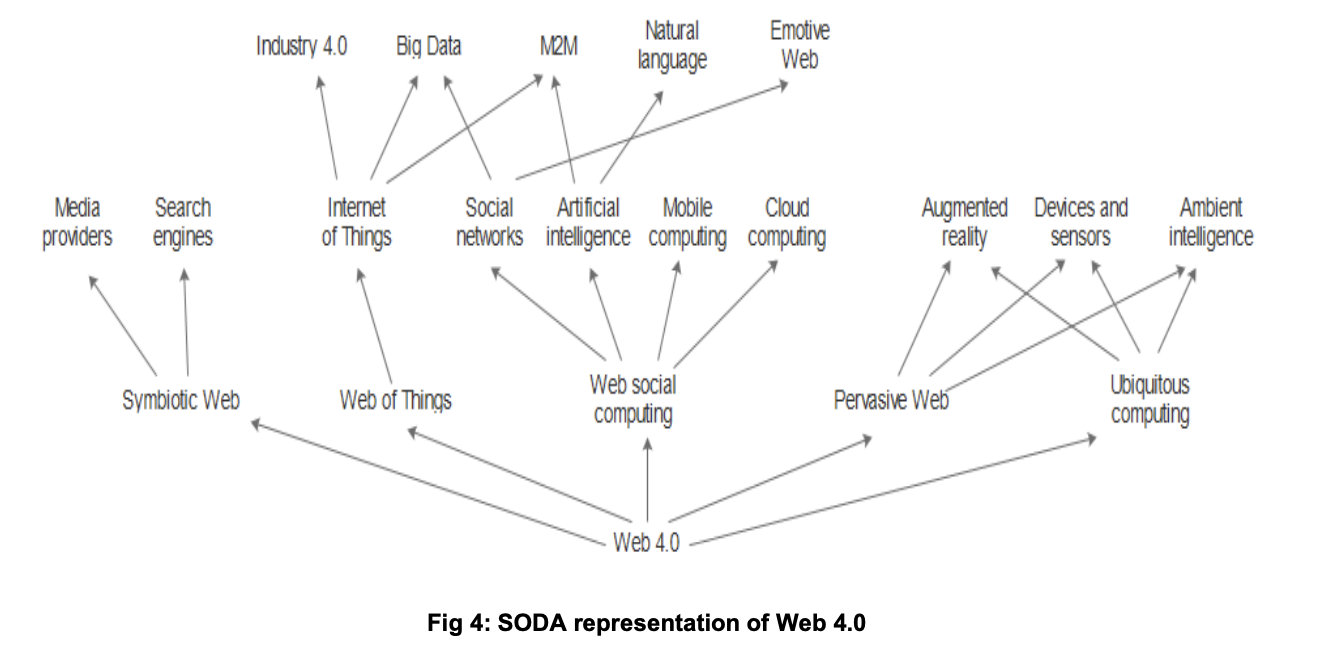 Industry 4.0
Big Data
M2M
Natural
language
Emotive
Web
Media
providers
Search
engines
Internet
of Things
Social
networks
Artificial
intelligence
Mobile
computing
Cloud
computing
Augmented
reality
Devices and
sensors
Ambient
intelligence
Symbiotic Web
Web of Things
Web social
computing
Pervasive Web
Ubiquitous
computing
Web 4.0
Fig 4: SODA representation of Web 4.0